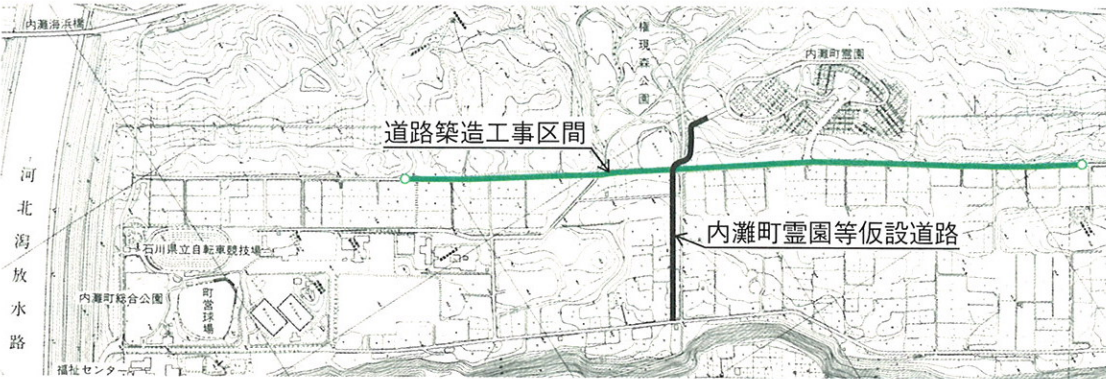 内灘海浜橋
権現森公園
内灘町霊園
道路築造工事区間
河北潟放水路
内灘町霊園等仮設道路
石川県立自転車競技場
内灘町総合公園
町営球場
福祉センター